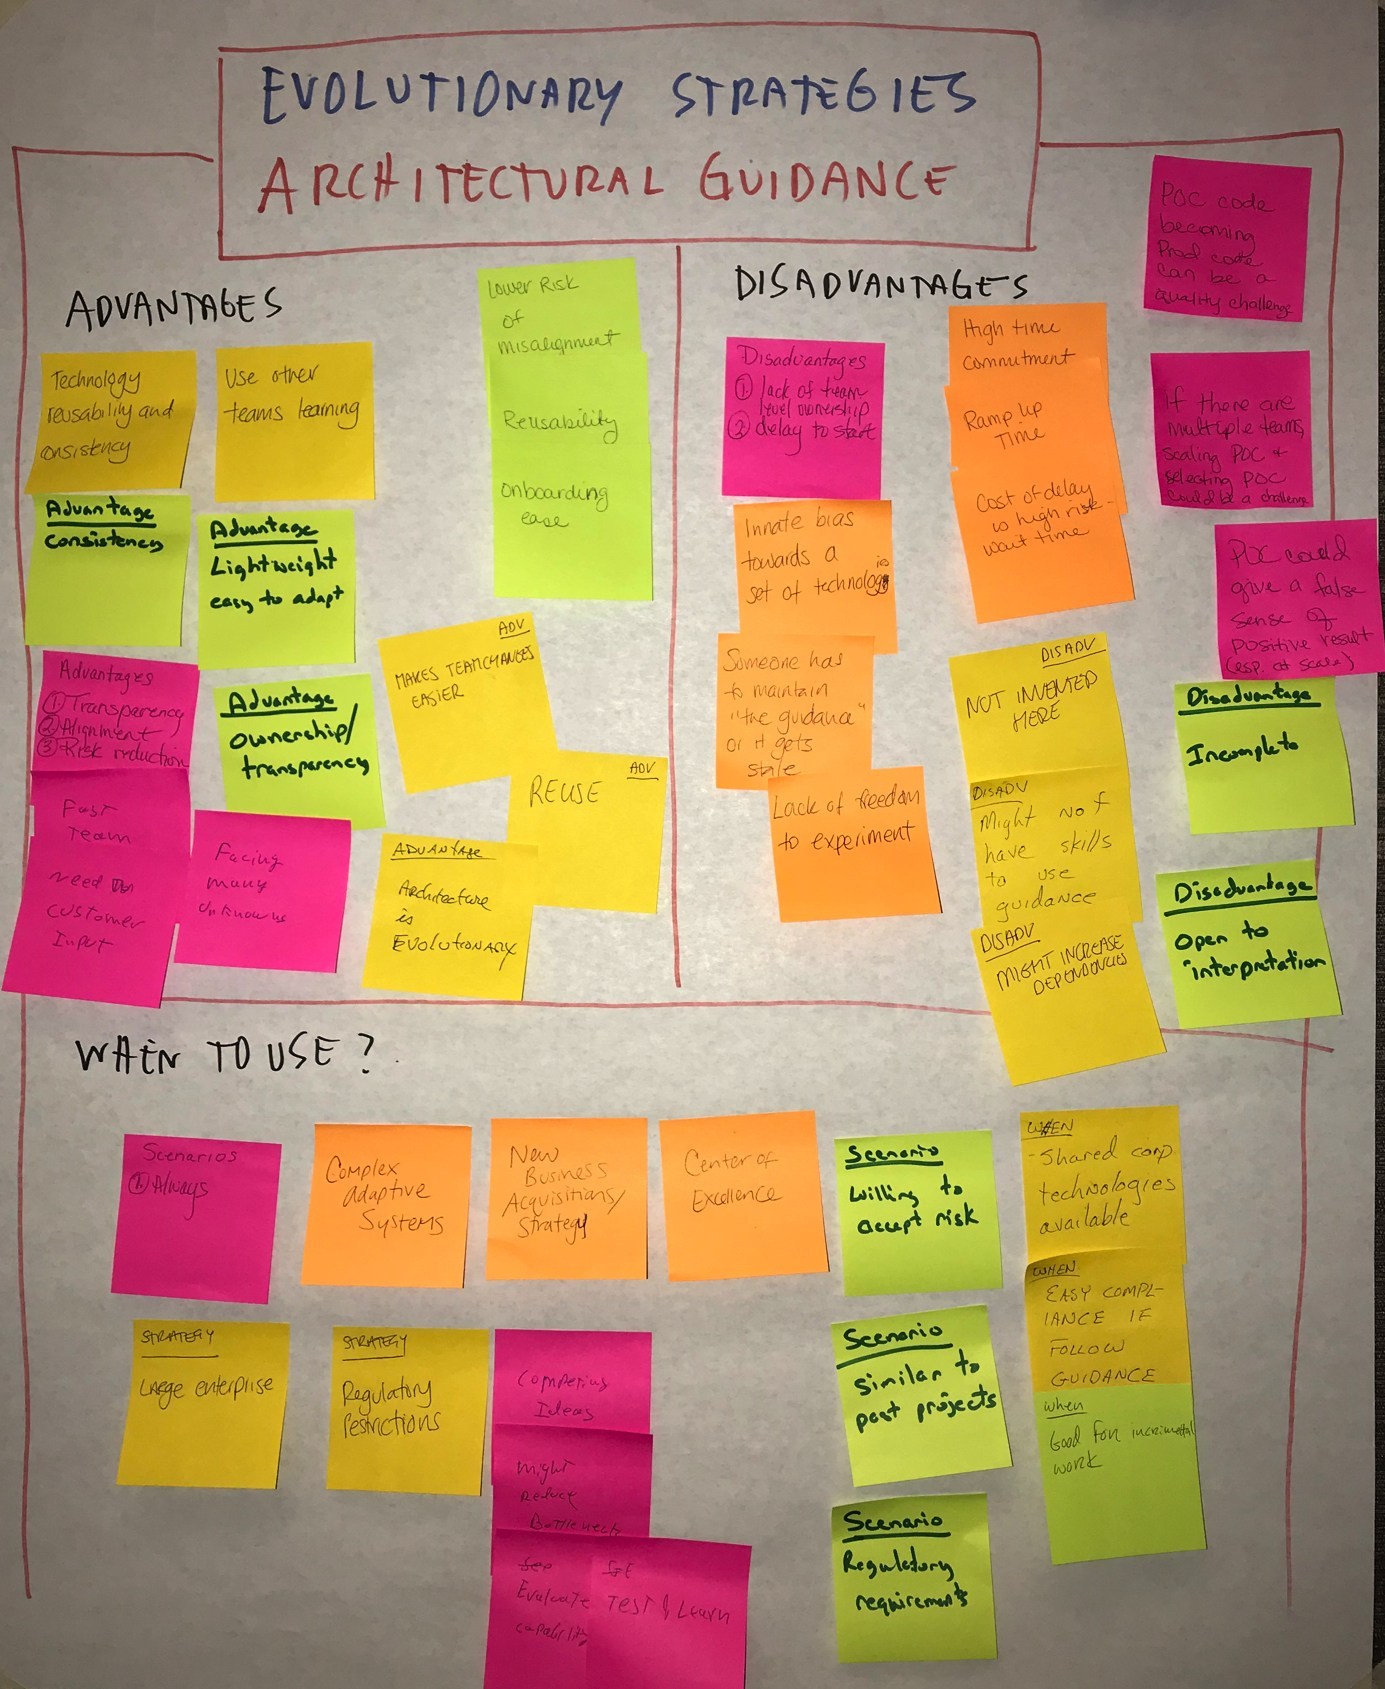 EVOLUTIONARY STRATEGIES
ARCHITECTURAL GUIDANCE
ADVANTAGES
Technology
reusability and
consistency
Use other
teams learning
Lower Risk
of
misalignment
Reusability
onboarding
ease
Advantage
consistency
Advantage
Lightweight
easy to adapt
Advantages
① Transparency
② Alignment
③ Risk reduction
Advantage
Ownership/
transparency
ADV
MAKES TEAM CHANGES
EASIER
ADV
REUSE
Fast
Team
Need
Customer
Input
Facing
many
unknowns
ADVANTAGE
Architecture
is
EVOLUTIONARY
DISADVANTAGES
Disadvantages
① lack of team
level ownership
② delay to start
High time
commitment
Ramp up
Time
Cost of delay
is high risk -
wait time
POC code
becoming
Prod code
can be a
quality challenge
If there are
multiple teams,
scaling POC +
selecting POC
could be a challenge
POC could
give a false
sense of
positive result
(esp. at scale)
Innate bias
towards a
set of technologies
Someone has
to maintain
"the guidance"
or it gets
stale
Lack of freedom
to experiment
DISADV
NOT INVENTED
HERE
DISADV
Might not
have skills
to use
guidance
DISADV
MIGHT INCREASE
DEPENDENCIES
Disadvantage
Incomplete
Disadvantage
Open to
interpretation
WHEN TO USE?
Scenarios
① Always
Complex
adaptive
Systems
New
Business
Acquisitions/
Strategy
Center of
Excellence
Scenario
Willing to
accept risk
WHEN
- Shared corp
technologies
available
STRATEGY
Large enterprise
STRATEGY
Regulatory
restrictions
Competing
Ideas
might
Reduce
Bottlenecks
Evaluate
capability
TEST & LEARN
Scenario
Similar to
past projects
WHEN
EASY COMPL-
IANCE IF
FOLLOW
GUIDANCE
When
Good for incremental
work
Scenario
Regulatory
requirements